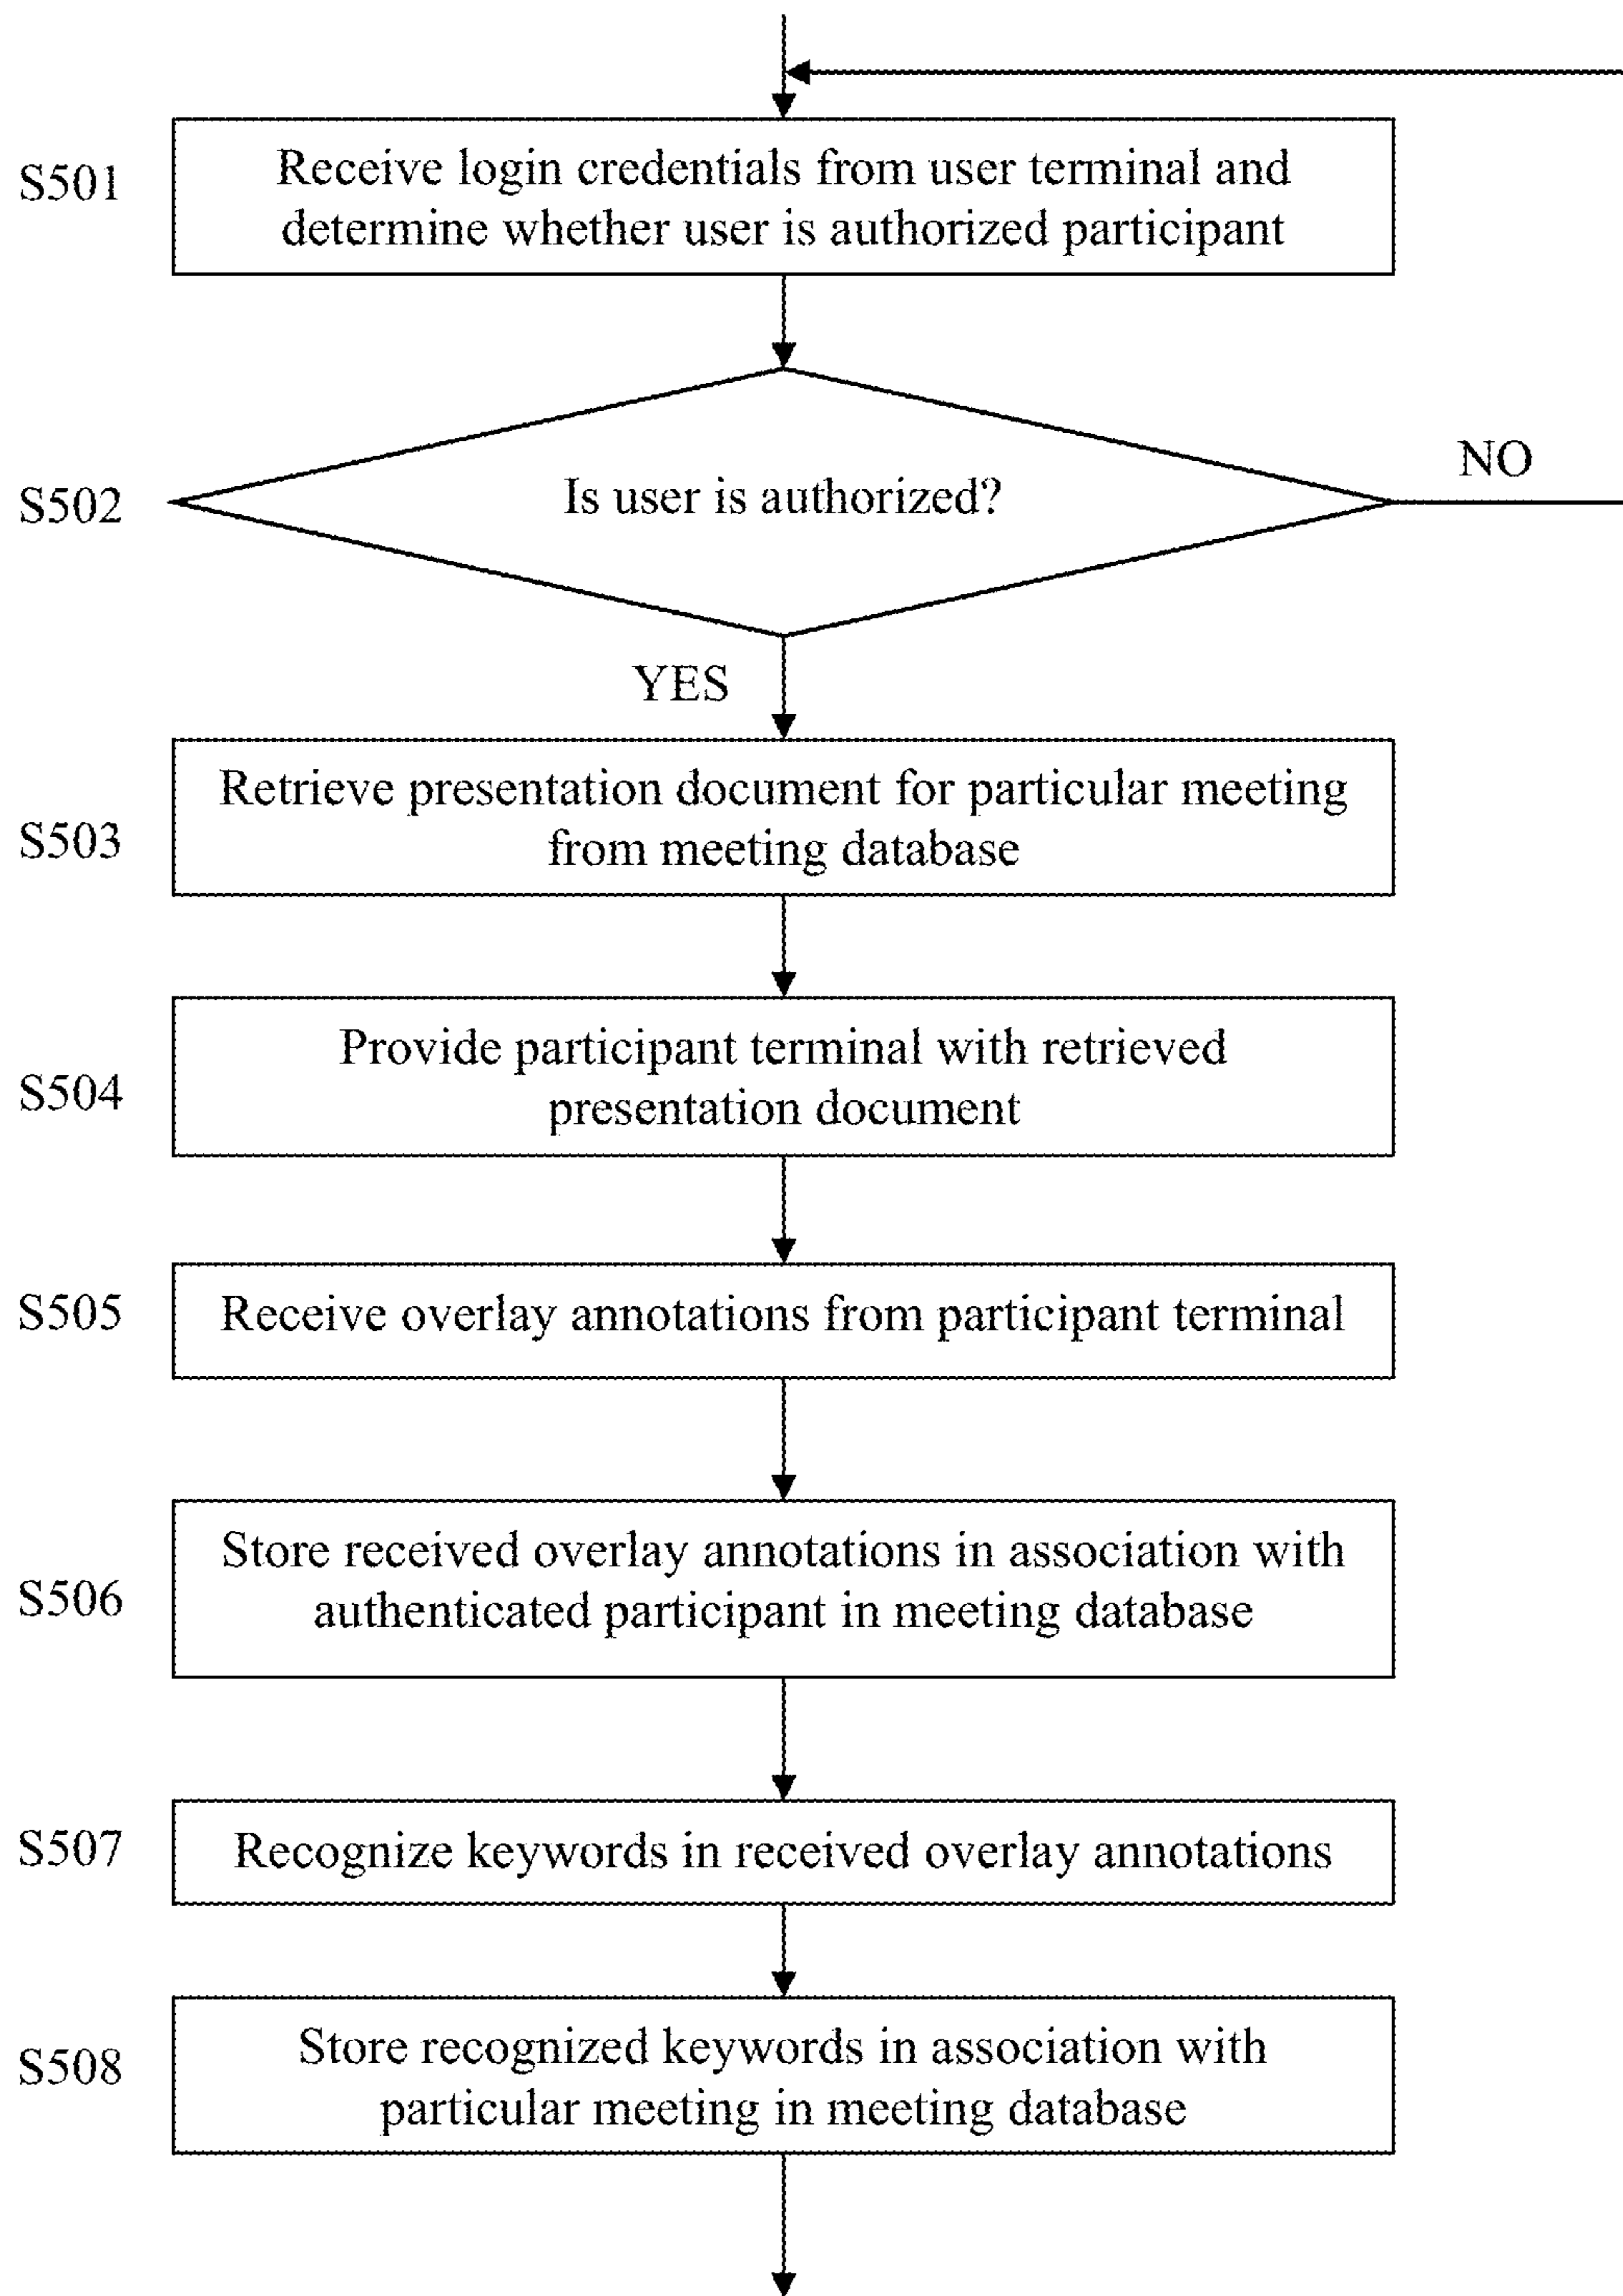 S501
Receive login credentials from user terminal and
determine whether user is authorized participant
S502
Is user is authorized?
NO
YES
S503
Retrieve presentation document for particular meeting
from meeting database
S504
Provide participant terminal with retrieved
presentation document
S505
Receive overlay annotations from participant terminal
S506
Store received overlay annotations in association with
authenticated participant in meeting database
S507
Recognize keywords in received overlay annotations
S508
Store recognized keywords in association with
particular meeting in meeting database